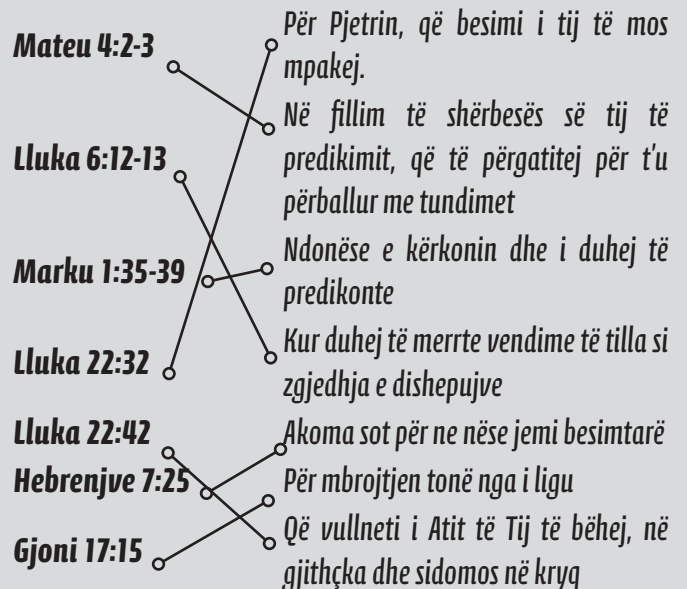 Mateu 4:2-3
Lluka 6:12-13
Marku 1:35-39
Lluka 22:32
Lluka 22:42
Hebrenjve 7:25
Gjoni 17:15
Për Pjetrin, që besimi i tij të mos
mpakej.
Në fillim të shërbesës së tij të
predikimit, që të përgatitej për t'u
përballur me tundimet
Ndonëse e kërkonin dhe i duhej të
predikonte
Kur duhej të merrte vendime të tilla si
zgjedhja e dishepujve
Akoma sot për ne nëse jemi besimtarë
Për mbrojtjen tonë nga i ligu
Që vullneti i Atit të Tij të bëhej, në
gjithçka dhe sidomos në kryq